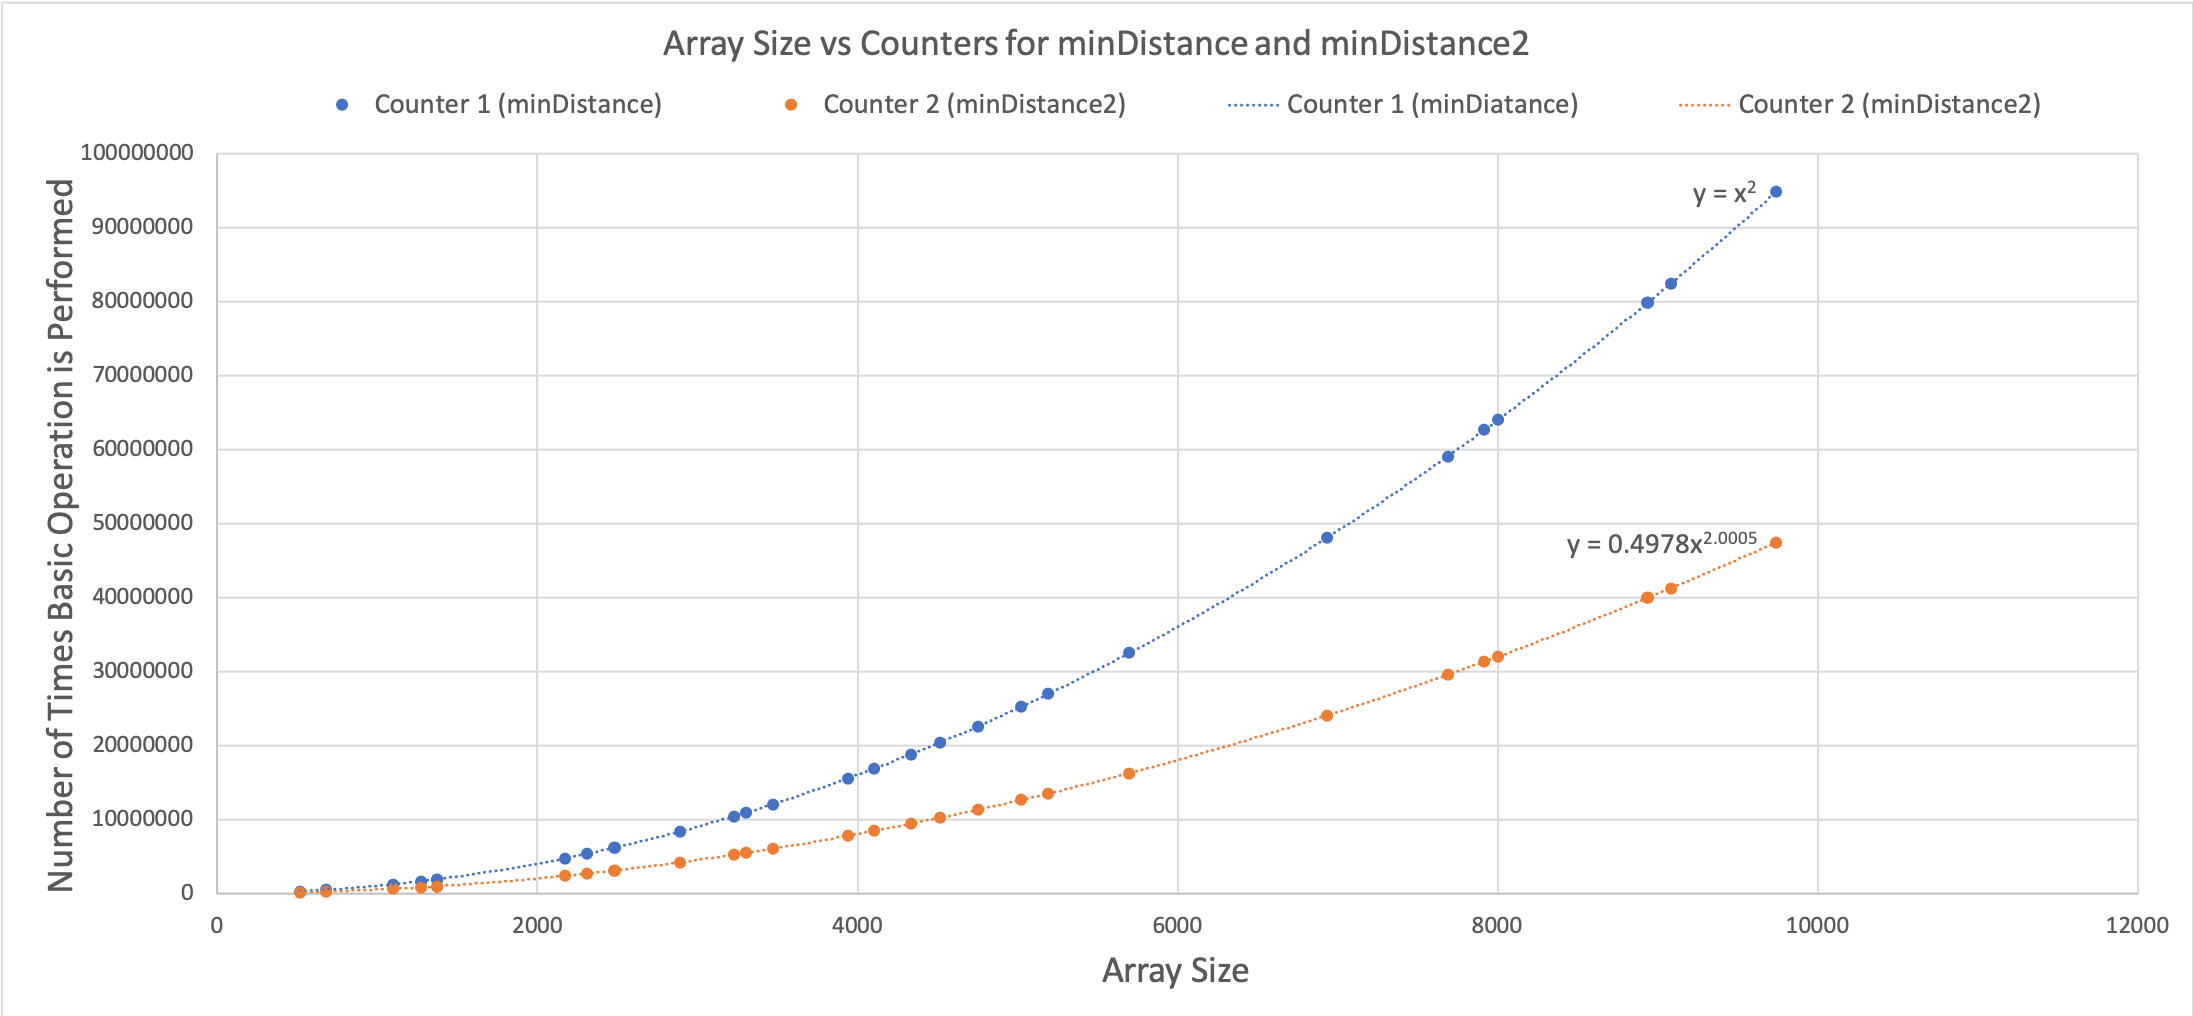 Array Size vs Counters for minDistance and minDistance2
Counter 1 (minDistance) Counter 2 (minDistance2) Counter 1 (minDiatance) Counter 2 (minDistance2)
Number of Times Basic Operation is Performed
100000000
90000000
80000000
70000000
60000000
50000000
40000000
30000000
20000000
10000000
0
y = x²
y = 0.4978x²·⁰⁰⁰⁵
0 2000 4000 6000 8000 10000 12000
Array Size